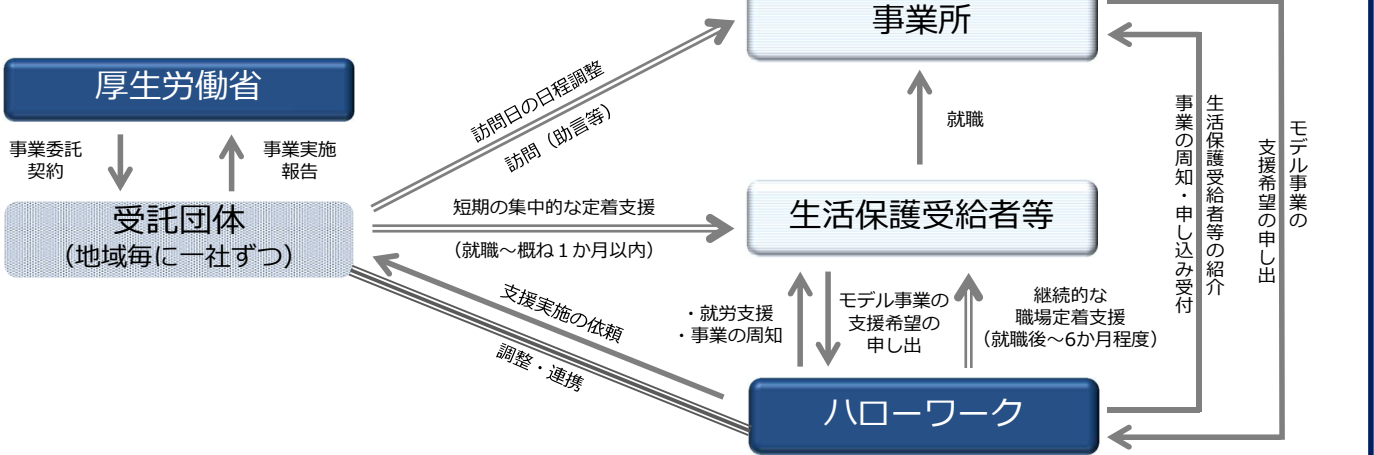 事業所
厚生労働省
事業委託
契約
事業実施
報告
訪問日の日程調整
訪問（助言等）
就職
受託団体
（地域毎に一社ずつ）
短期の集中的な定着支援
（就職～概ね１か月以内）
生活保護受給者等
支援実施の依頼
調整・連携
・就労支援
・事業の周知
モデル事業の
支援希望の
申し出
継続的な
職場定着支援
（就職後～6か月程度）
ハローワーク
生活保護受給者等の紹介
事業の周知・申し込み受付
モデル事業の
支援希望の申し出